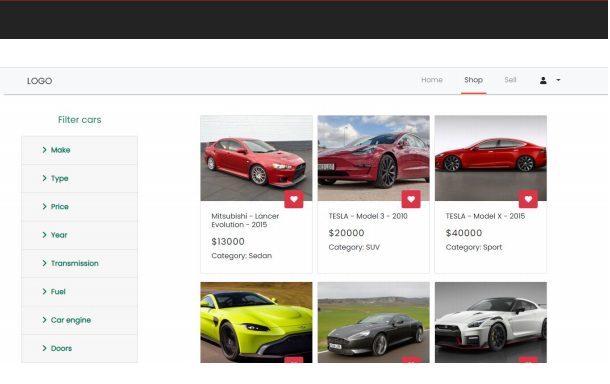 LOGO
Home Shop Sell
Filter cars
Make
Type
Price
Year
Transmission
Fuel
Car engine
Doors
Mitsubishi - Lancer
Evolution - 2015
$13000
Category: Sedan
TESLA - Model 3 - 2010
$20000
Category: SUV
TESLA - Model X - 2015
$40000
Category: Sport